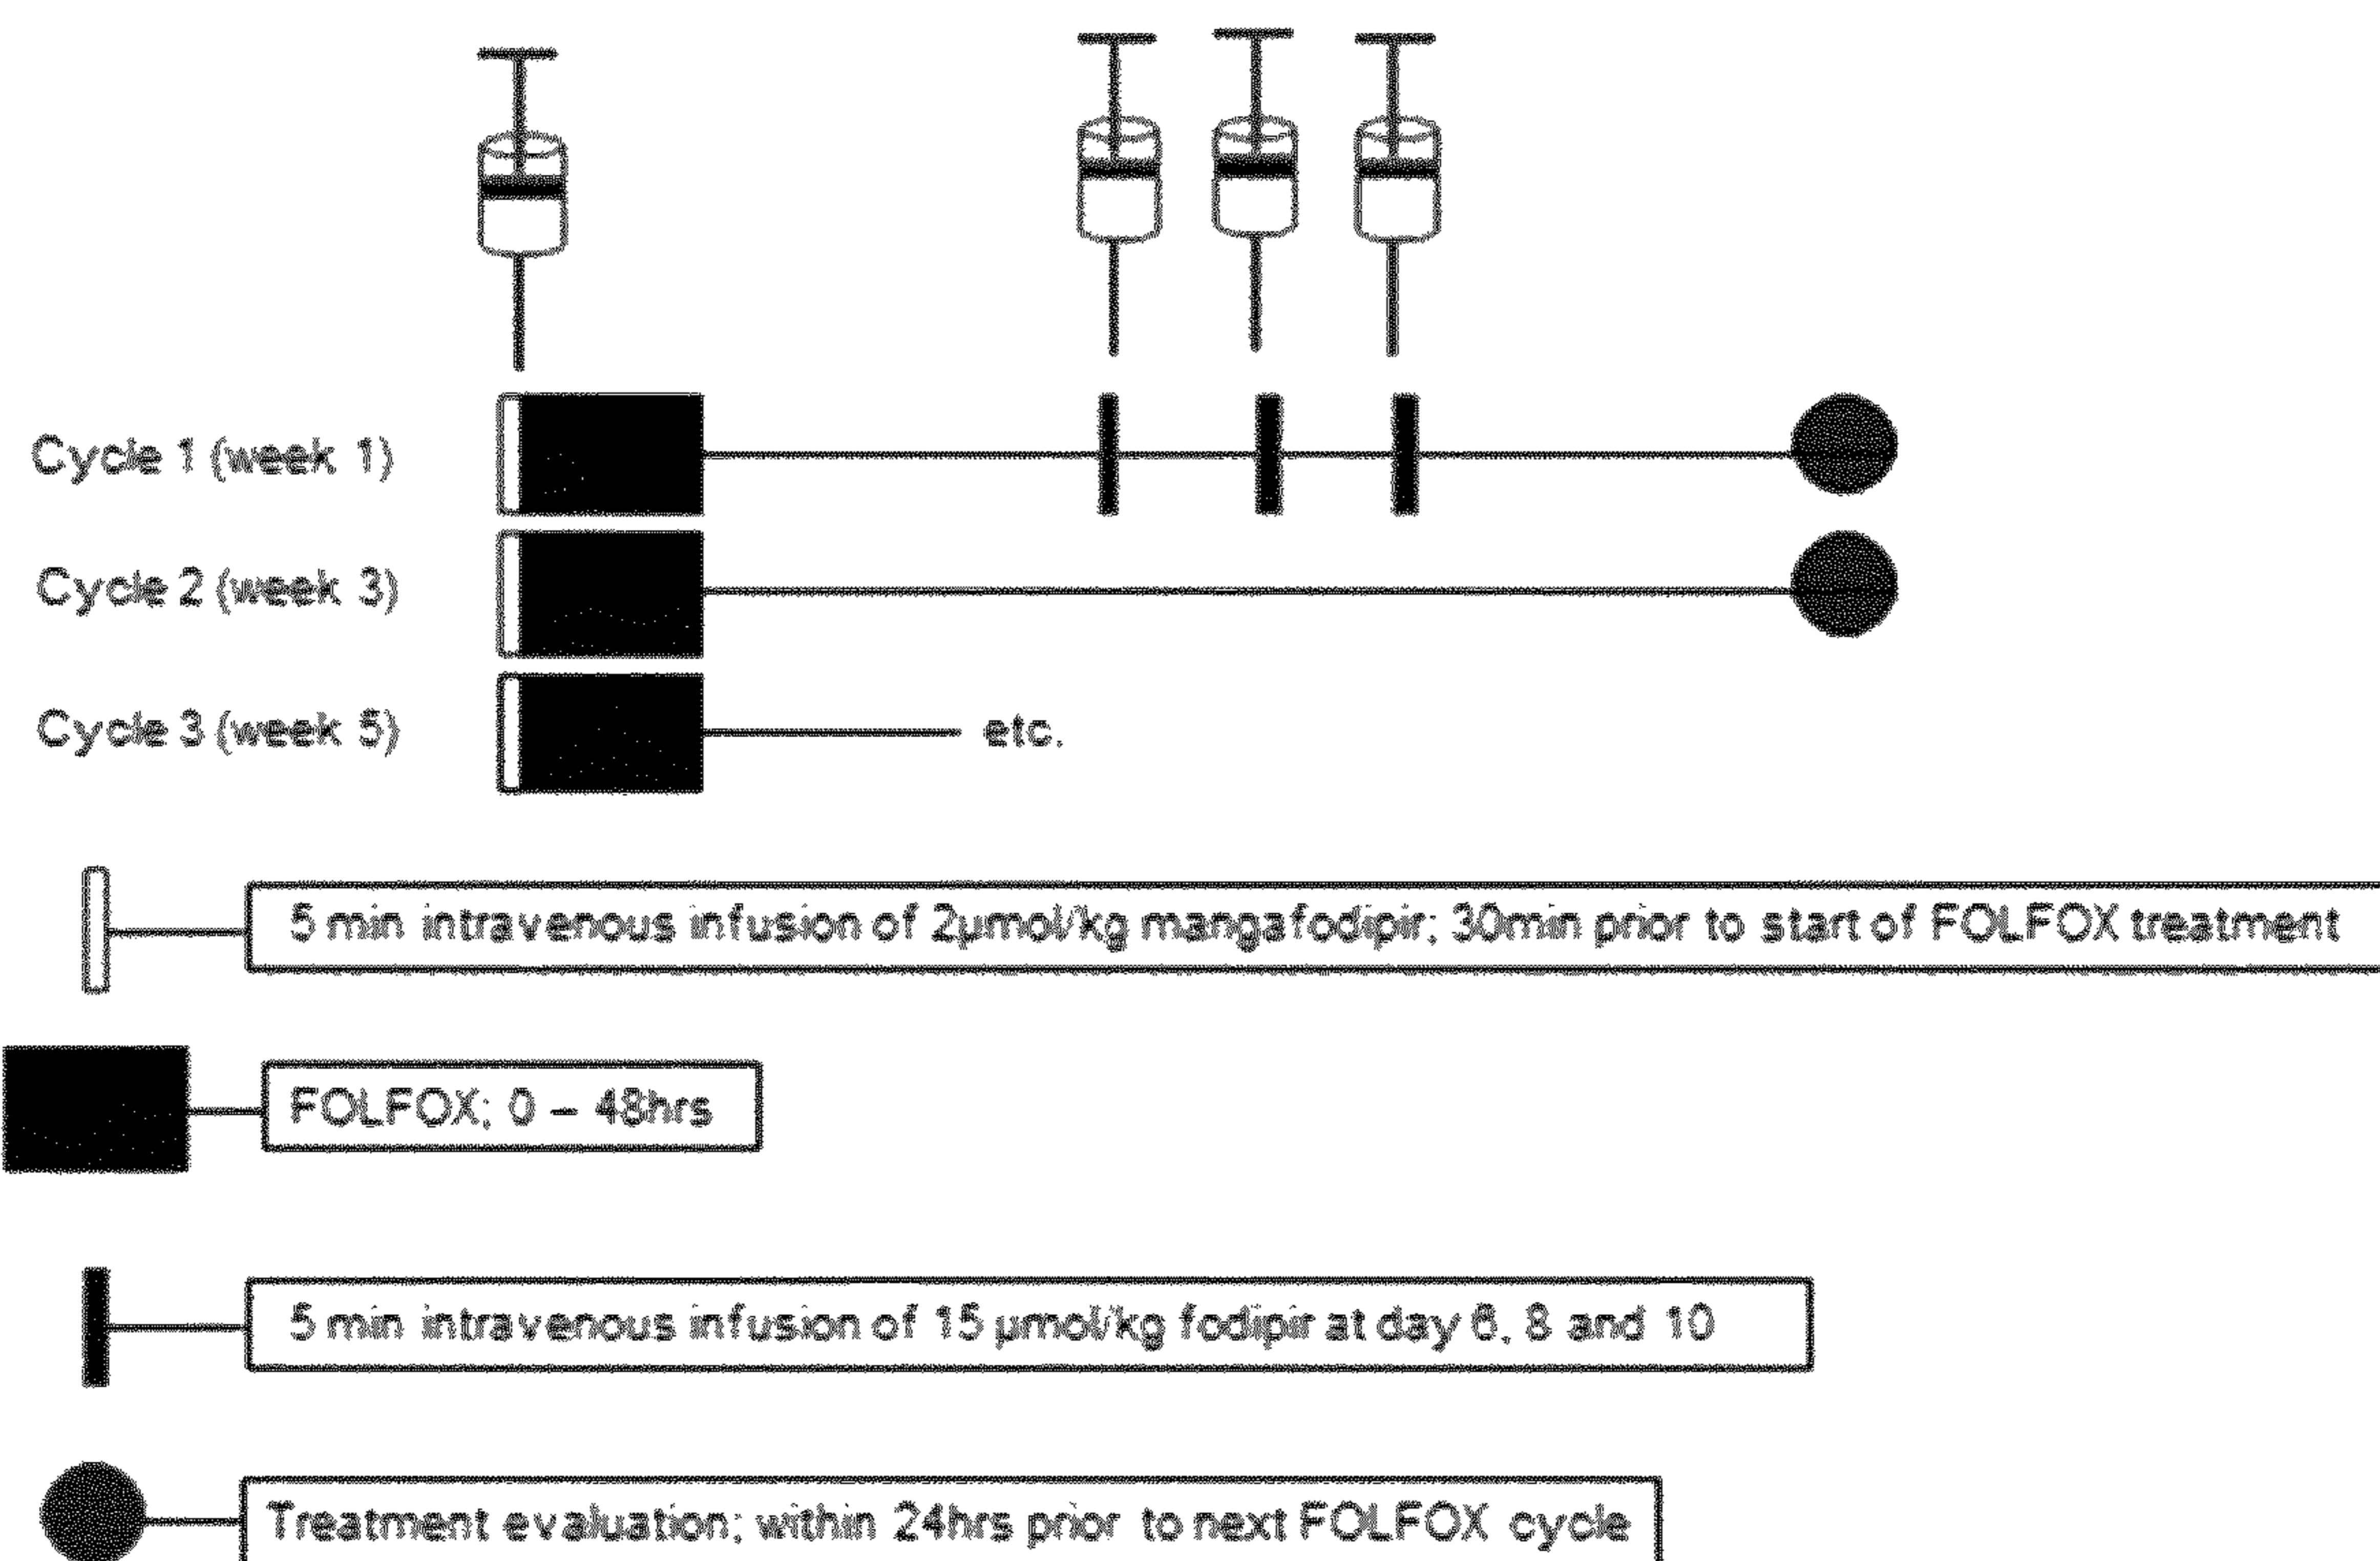 Cycle 1 (week 1)
Cycle 2 (week 3)
Cycle 3 (week 5)
etc.
5 min intravenous infusion of 2µmol/kg mangafodipir; 30min prior to start of FOLFOX treatment
FOLFOX; 0 – 48hrs
5 min intravenous infusion of 15 µmol/kg fodipir at day 6, 8 and 10
Treatment evaluation; within 24hrs prior to next FOLFOX cycle